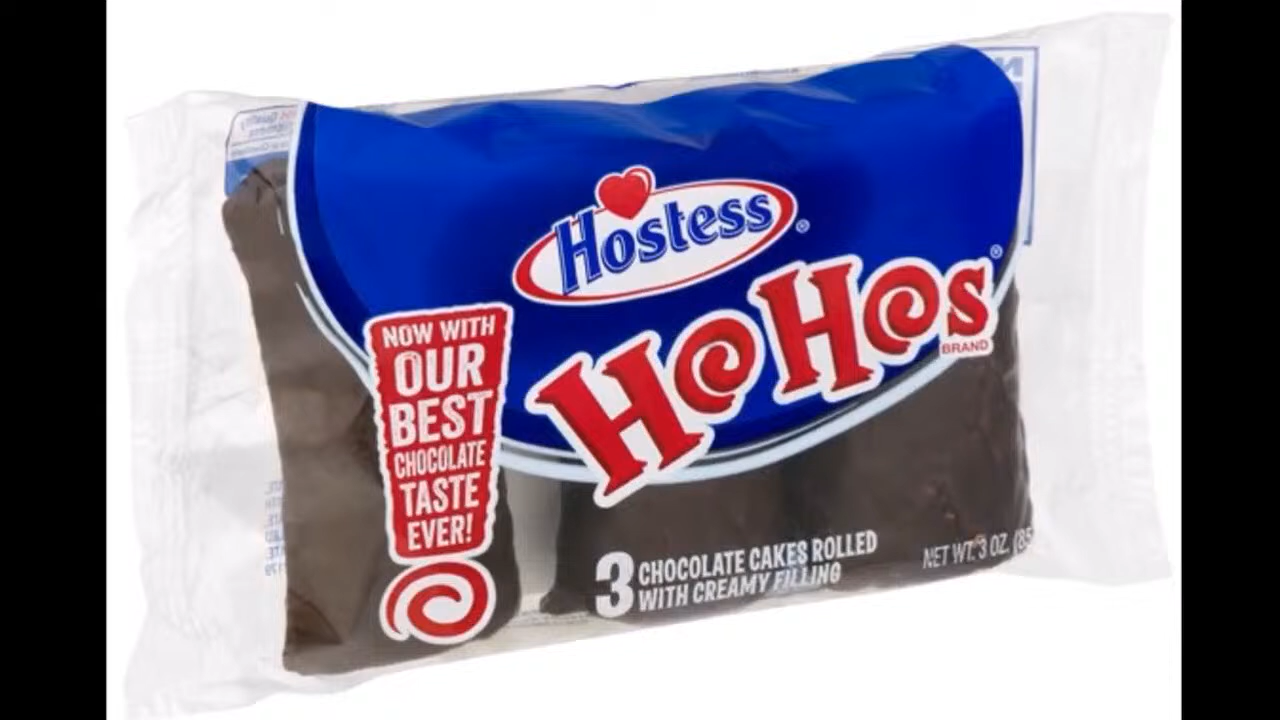 Hostess®
HoHos®
BRAND
NOW WITH
OUR
BEST
CHOCOLATE
TASTE
EVER!
3 CHOCOLATE CAKES ROLLED
WITH CREAMY FILLING
NET WT. 3 OZ. (85